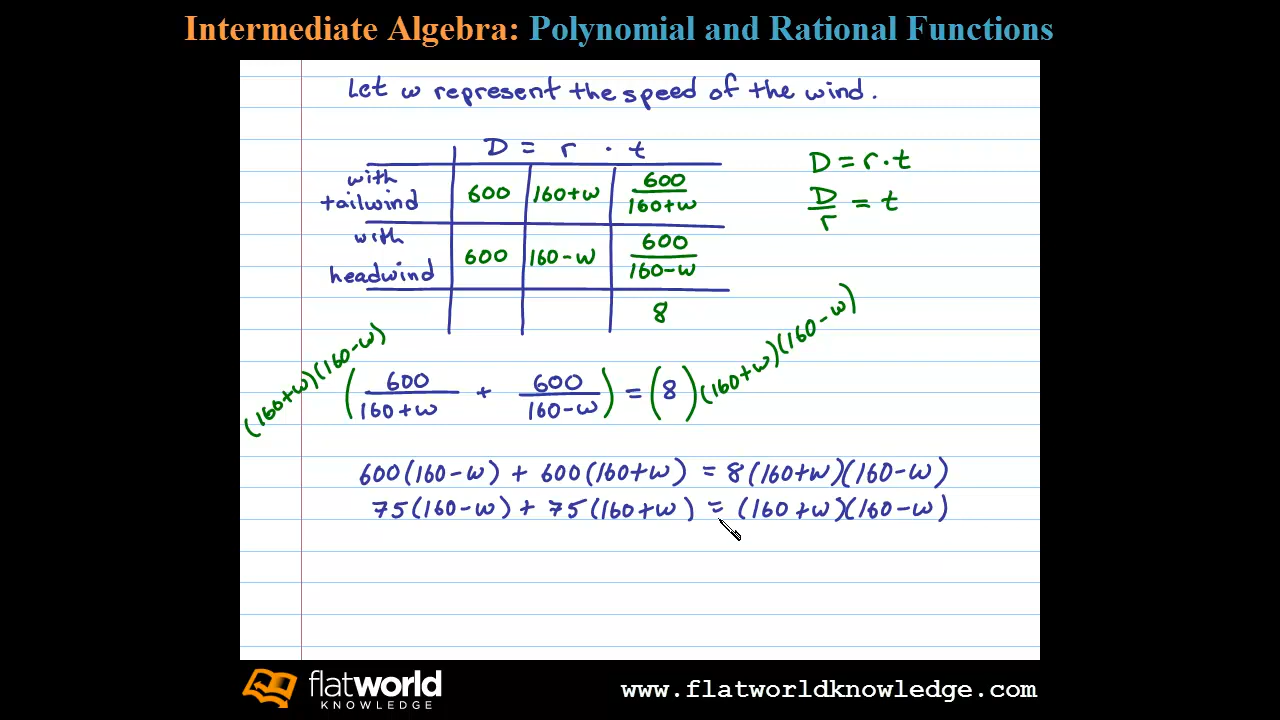 Intermediate Algebra: Polynomial and Rational Functions
Let w represent the speed of the wind.
D = r · t
with tailwind 600 160+w 600/(160+w)
with headwind 600 160-w 600/(160-w)
8
D = r · t
D/r = t
(160+w)(160-w) (600/(160+w) + 600/(160-w)) = (8) (160+w)(160-w)
600(160-w) + 600(160+w) = 8(160+w)(160-w)
75(160-w) + 75(160+w) = (160+w)(160-w)
flatworld
KNOWLEDGE
www.flatworldknowledge.com